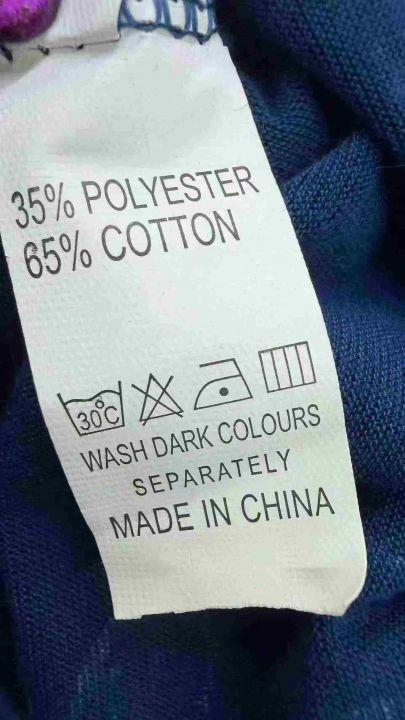 35% POLYESTER
65% COTTON
30°C
WASH DARK COLOURS
SEPARATELY
MADE IN CHINA